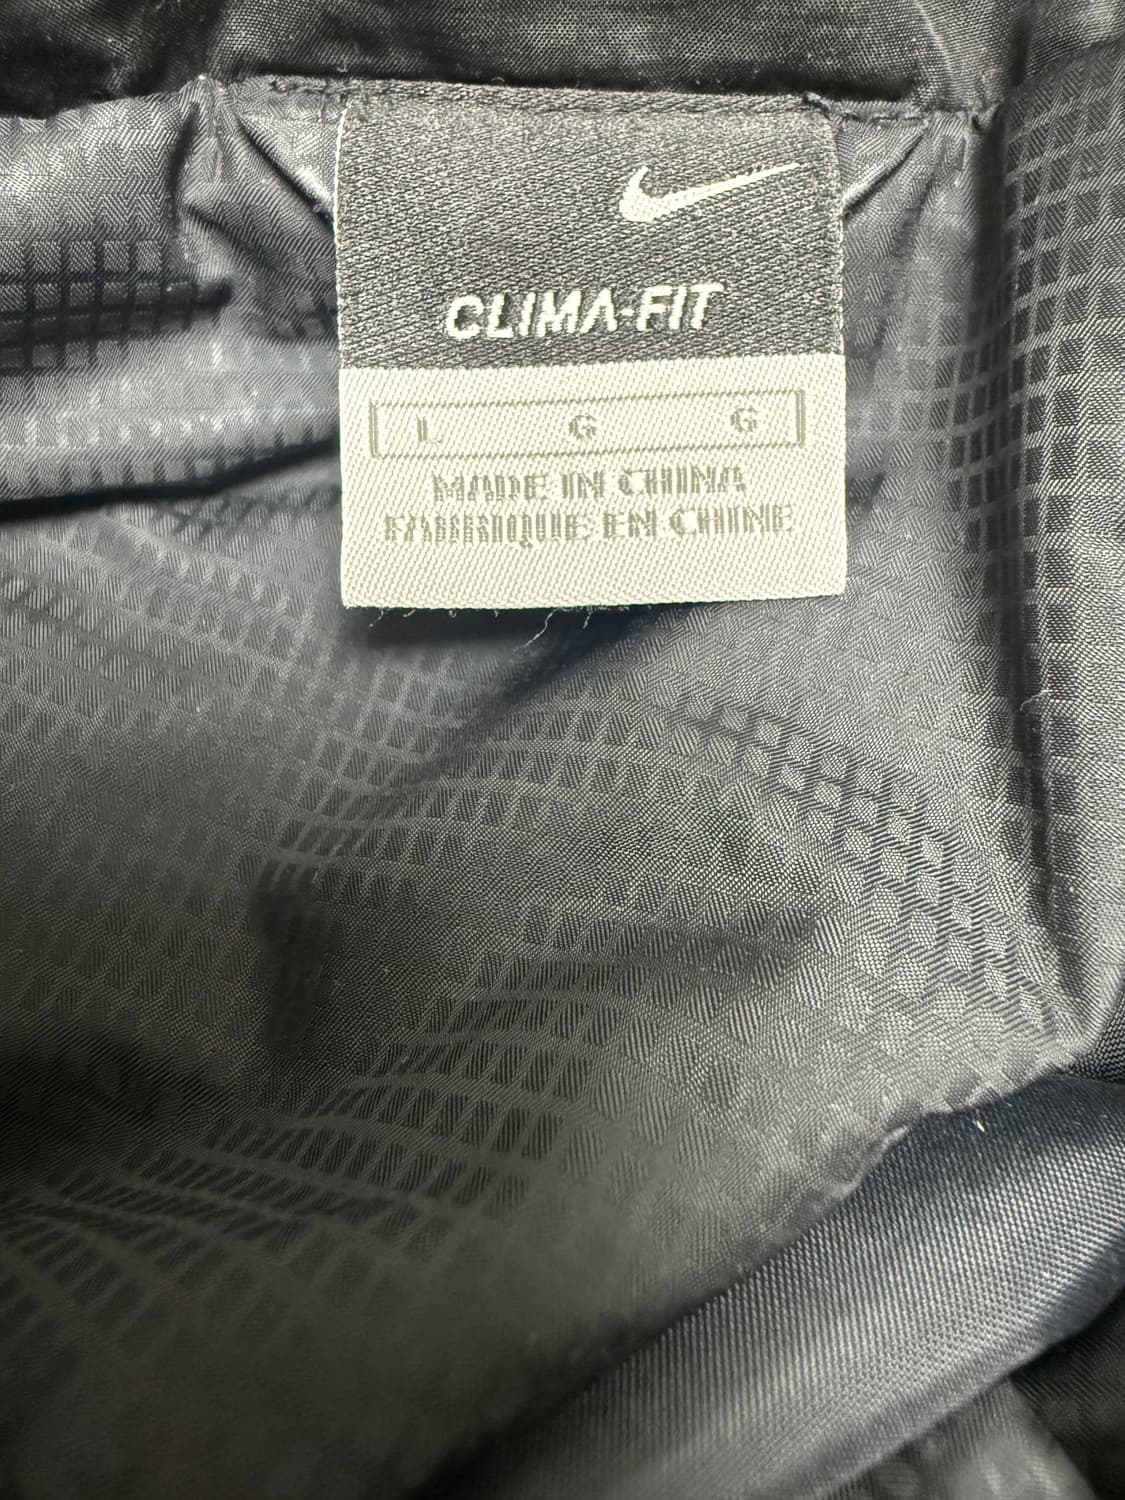 CLIMA-FIT
L G G
MADE IN CHINA
FABRIQUE EN CHINE